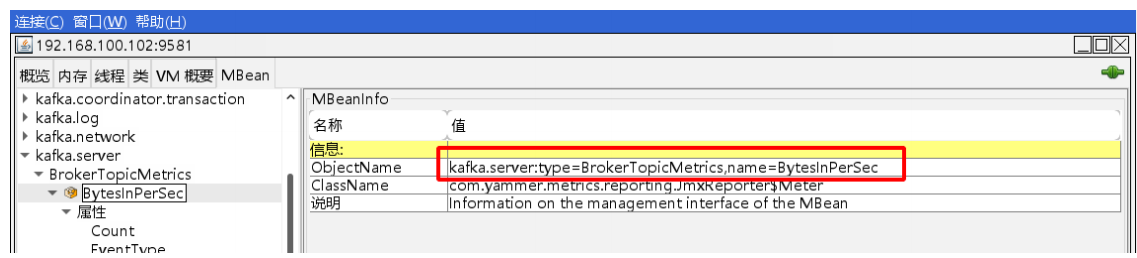 连接(C) 窗口(W) 帮助(H)
192.168.100.102:9581
概览 内存 线程 类 VM 概要 MBean
kafka.coordinator.transaction
kafka.log
kafka.network
kafka.server
BrokerTopicMetrics
BytesInPerSec
属性
Count
EventType
MBeanInfo
名称 值
信息:
ObjectName kafka.server:type=BrokerTopicMetrics,name=BytesInPerSec
ClassName com.yammer.metrics.reporting.JmxReporter$Meter
说明 Information on the management interface of the MBean